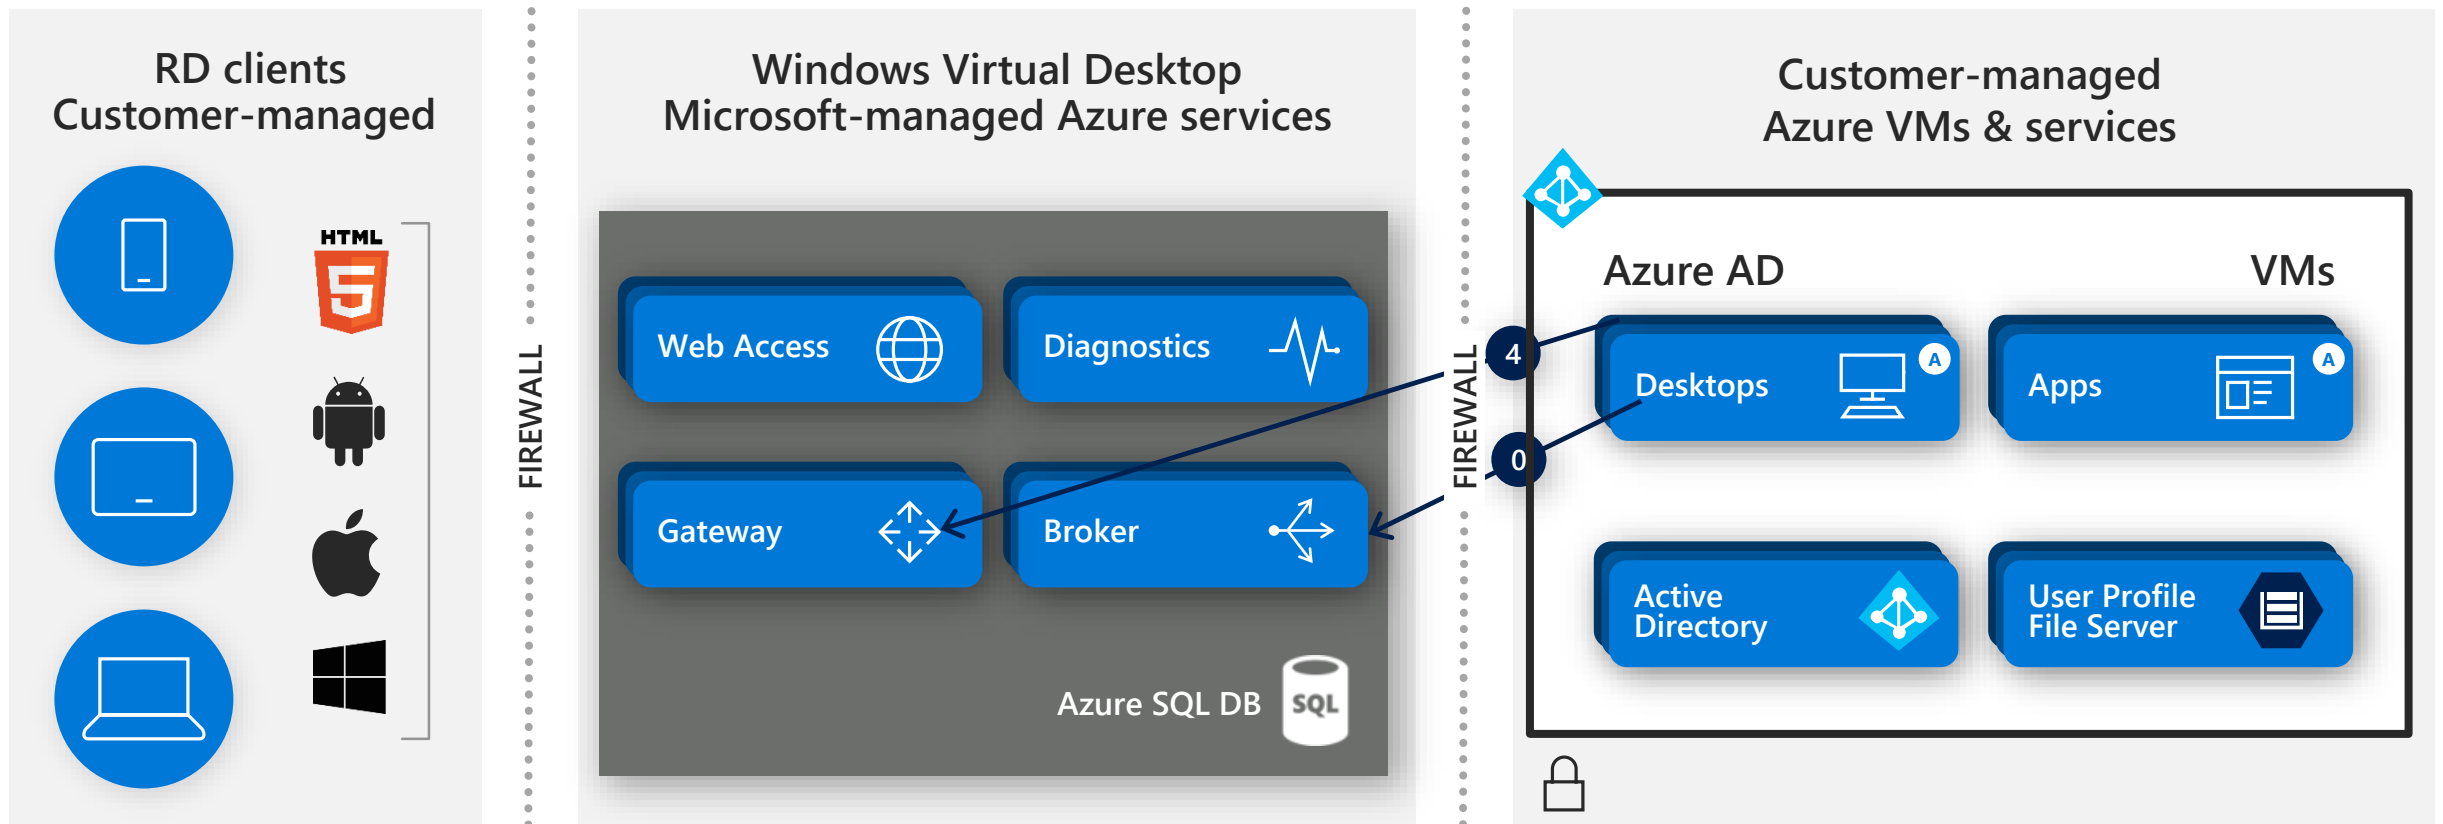 RD clients
Customer-managed
HTML
5
FIREWALL
Windows Virtual Desktop
Microsoft-managed Azure services
Web Access
Diagnostics
Gateway
Broker
Azure SQL DB
SQL
FIREWALL
4
0
Customer-managed
Azure VMs & services
Azure AD
VMs
Desktops
A
Apps
A
Active
Directory
User Profile
File Server